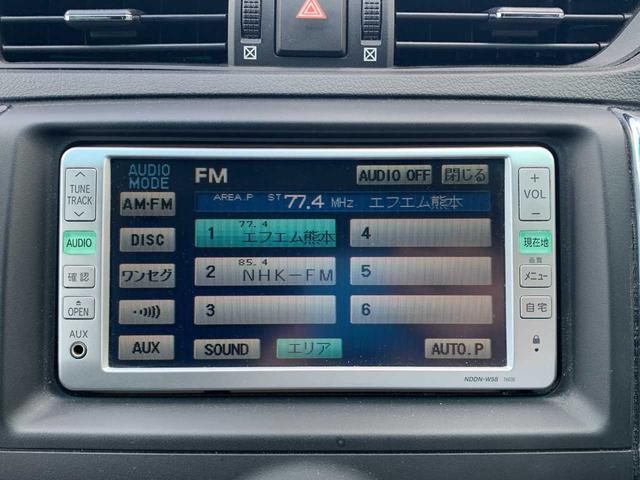 TUNE
TRACK
AUDIO
確認
OPEN
AUX
AUDIO
MODE
FM
AUDIO OFF
閉じる
AREA.P ST 77.4 MHz エフエム熊本
AM・FM
DISC
ワンセグ
AUX
1 77.4 エフエム熊本
4
2 85.4 NHK-FM
5
3
6
SOUND
エリア
AUTO.P
+
VOL
-
現在地
画質
メニュー
自宅
NDDN-W58